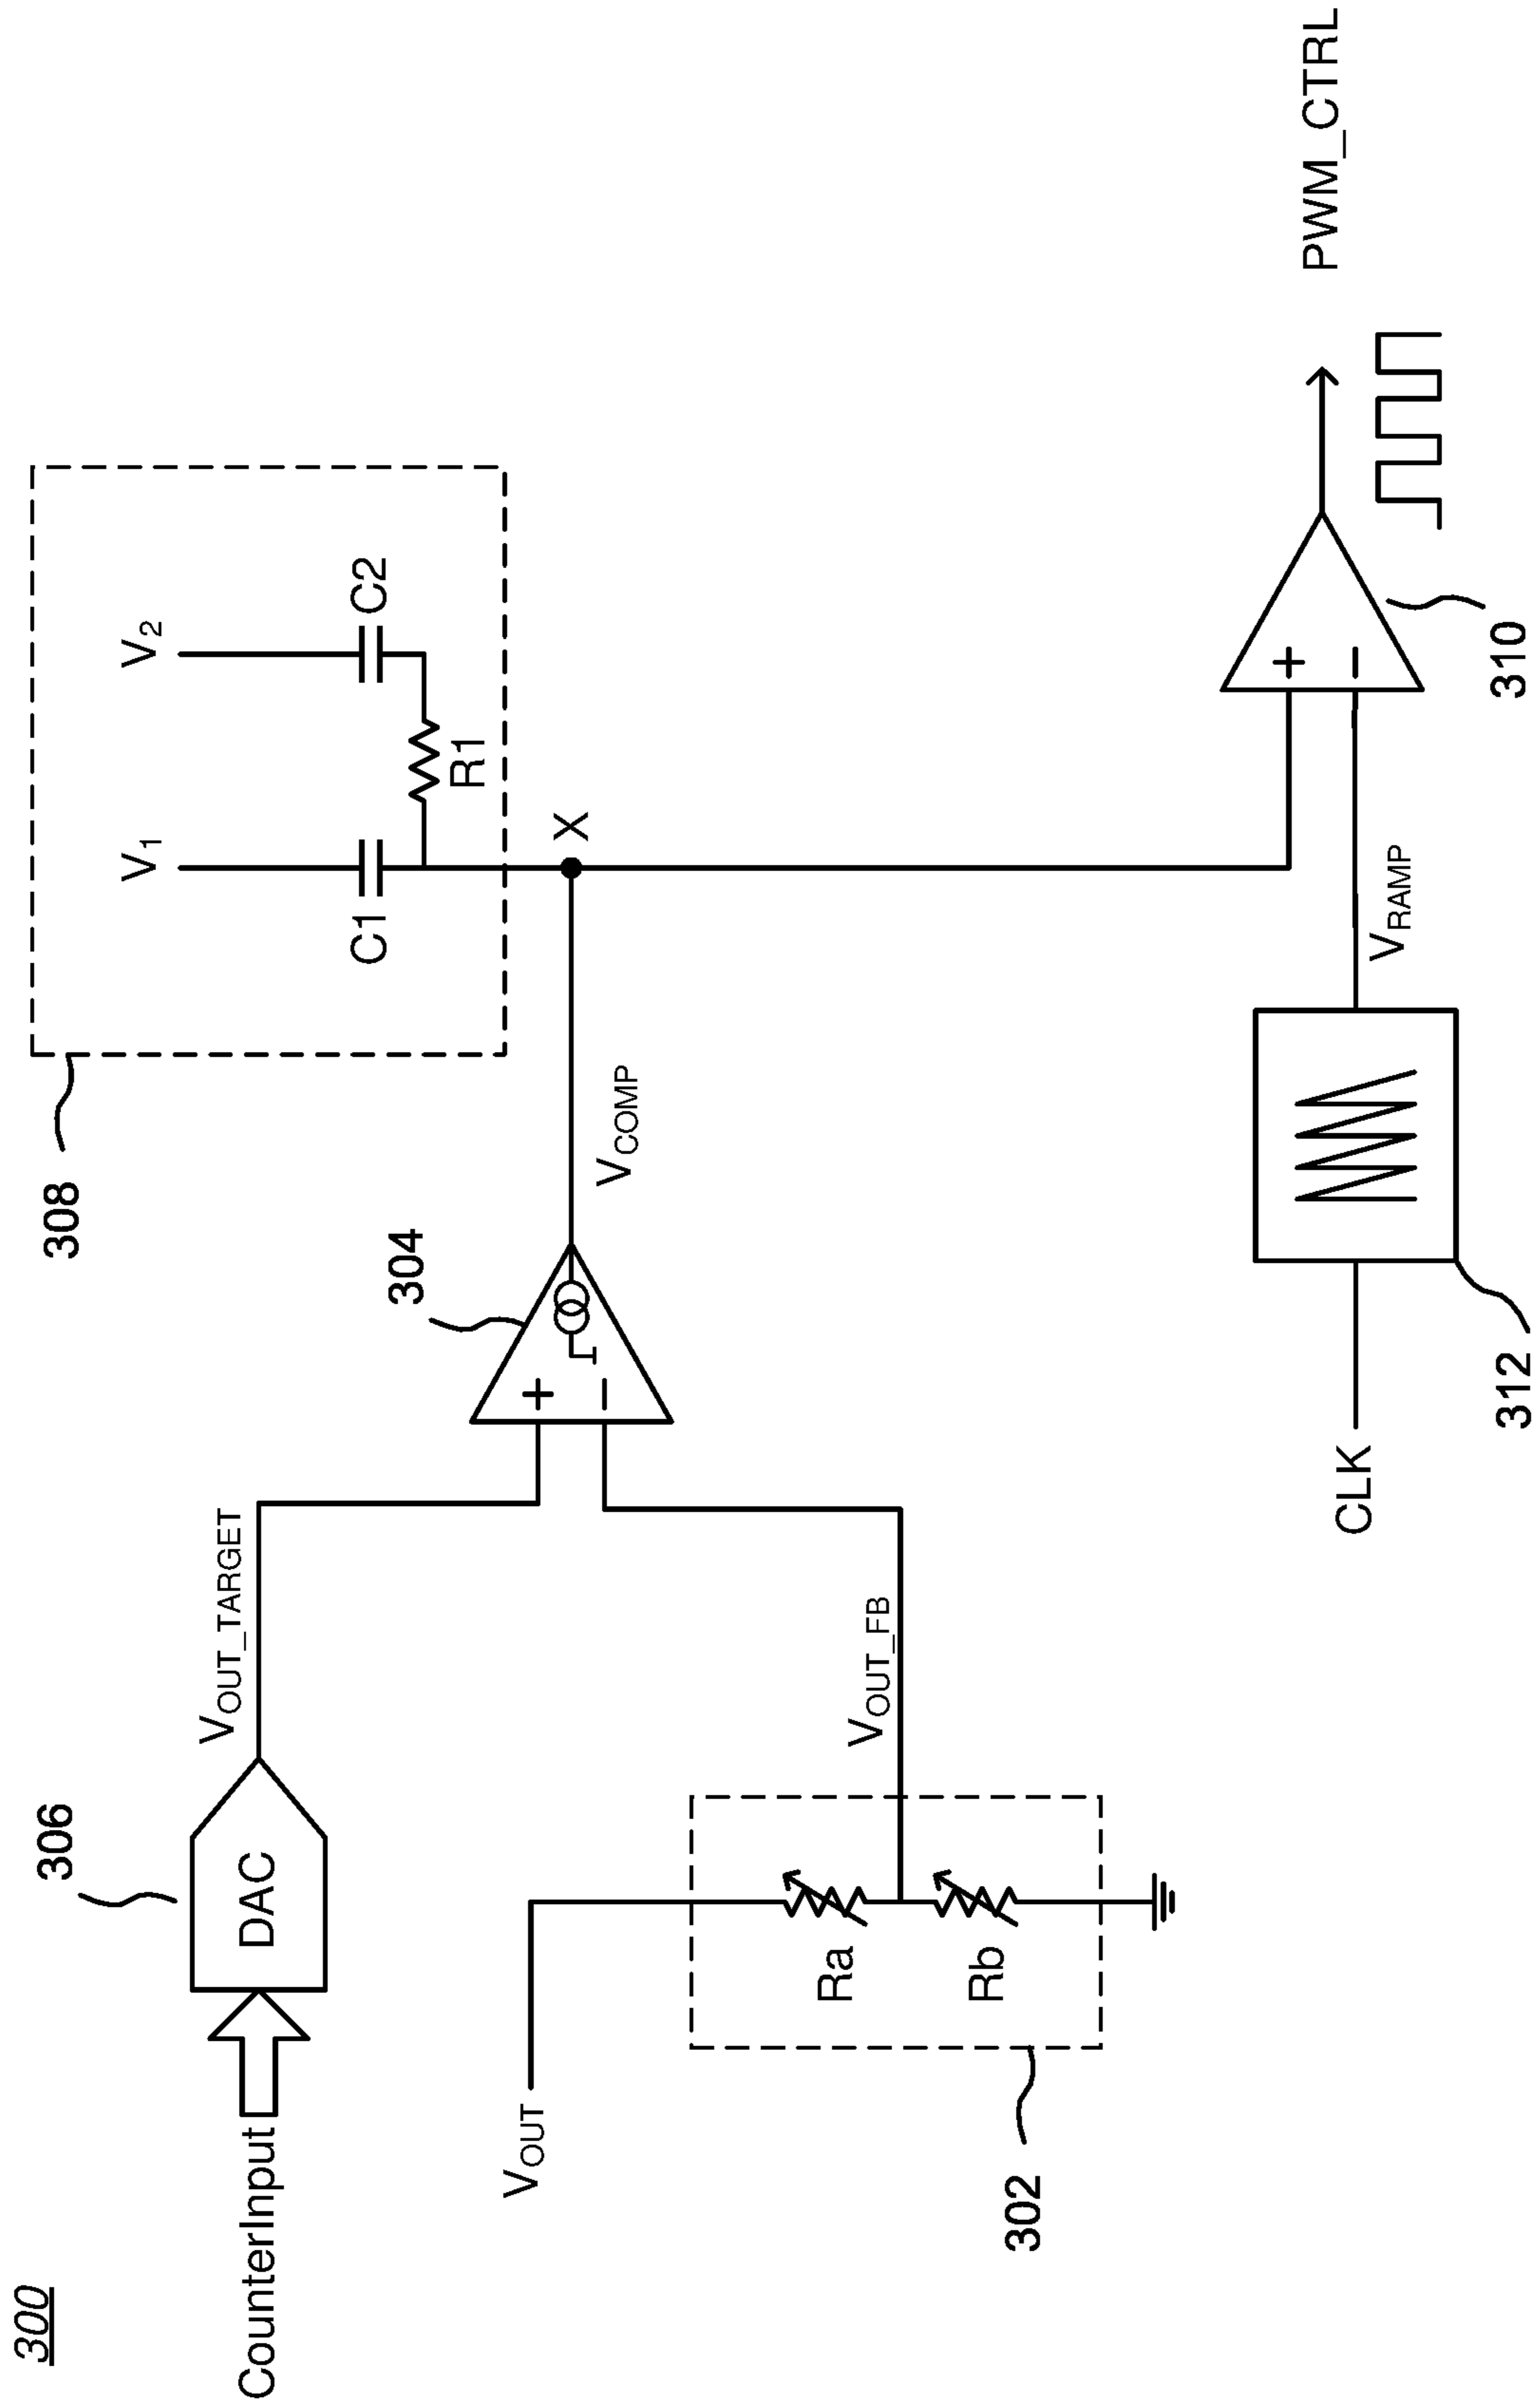 300
CounterInput
DAC
306
VOUT_TARGET
VOUT
302
Ra
Rb
VOUT_FB
304
+
−
VCOMP
308
V1
V2
C1
C2
R1
X
CLK
312
VRAMP
+
−
310
PWM_CTRL